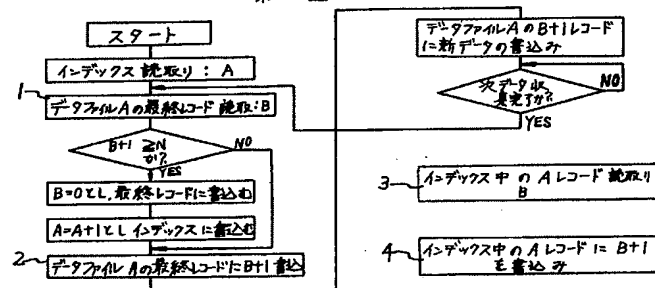 スタート
インデックス読取り: A
1
データファイルAの最終レコード読取:B
B+1≧N
か?
NO
YES
B=0とし,最終レコードに書込む
A=A+1としインデックスに書込む
2
データファイルAの最終レコードにB+1書込
データファイルAのB+1レコード
に新データの書込み
次データ収
集完了か?
NO
YES
3
インデックス中のAレコード読取り
B
4
インデックス中のAレコードにB+1
を書込み